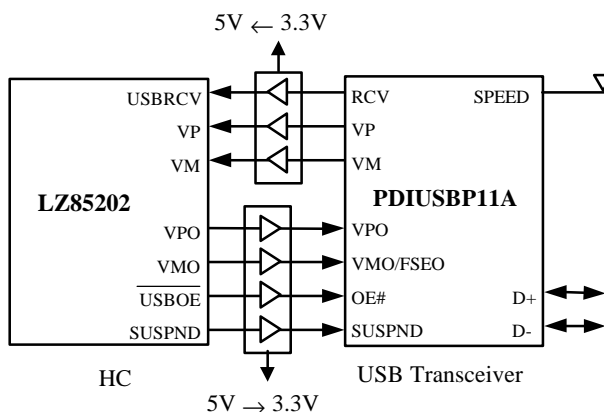 5V ← 3.3V
USBRCV
RCV
SPEED
VP
VP
VM
VM
LZ85202
PDIUSBP11A
VPO
VPO
VMO
VMO/FSEO
USBOE
OE#
D+
SUSPND
SUSPND
D-
HC
USB Transceiver
5V → 3.3V